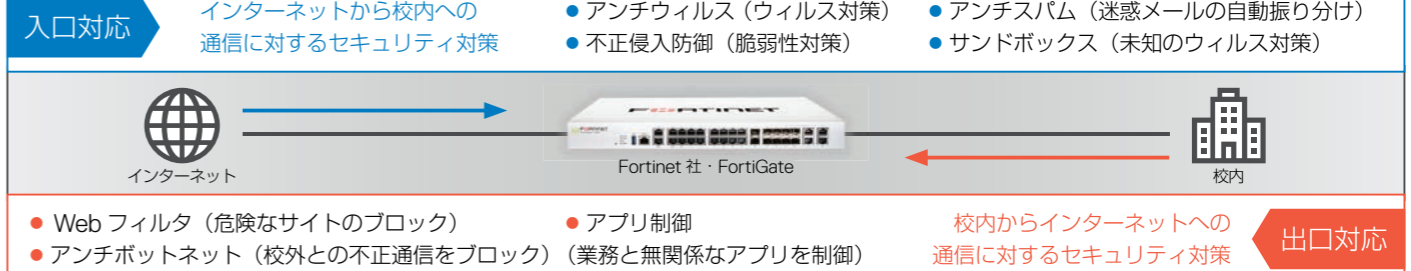 入口対応
インターネットから校内への
通信に対するセキュリティ対策
● アンチウィルス（ウィルス対策）
● 不正侵入防御（脆弱性対策）
● アンチスパム（迷惑メールの自動振り分け）
● サンドボックス（未知のウィルス対策）
インターネット
FORTINET
FORTINET
Fortinet 社・FortiGate
校内
● Web フィルタ（危険なサイトのブロック）
● アンチボットネット（校外との不正通信をブロック）
● アプリ制御
（業務と無関係なアプリを制御）
校内からインターネットへの
通信に対するセキュリティ対策
出口対応